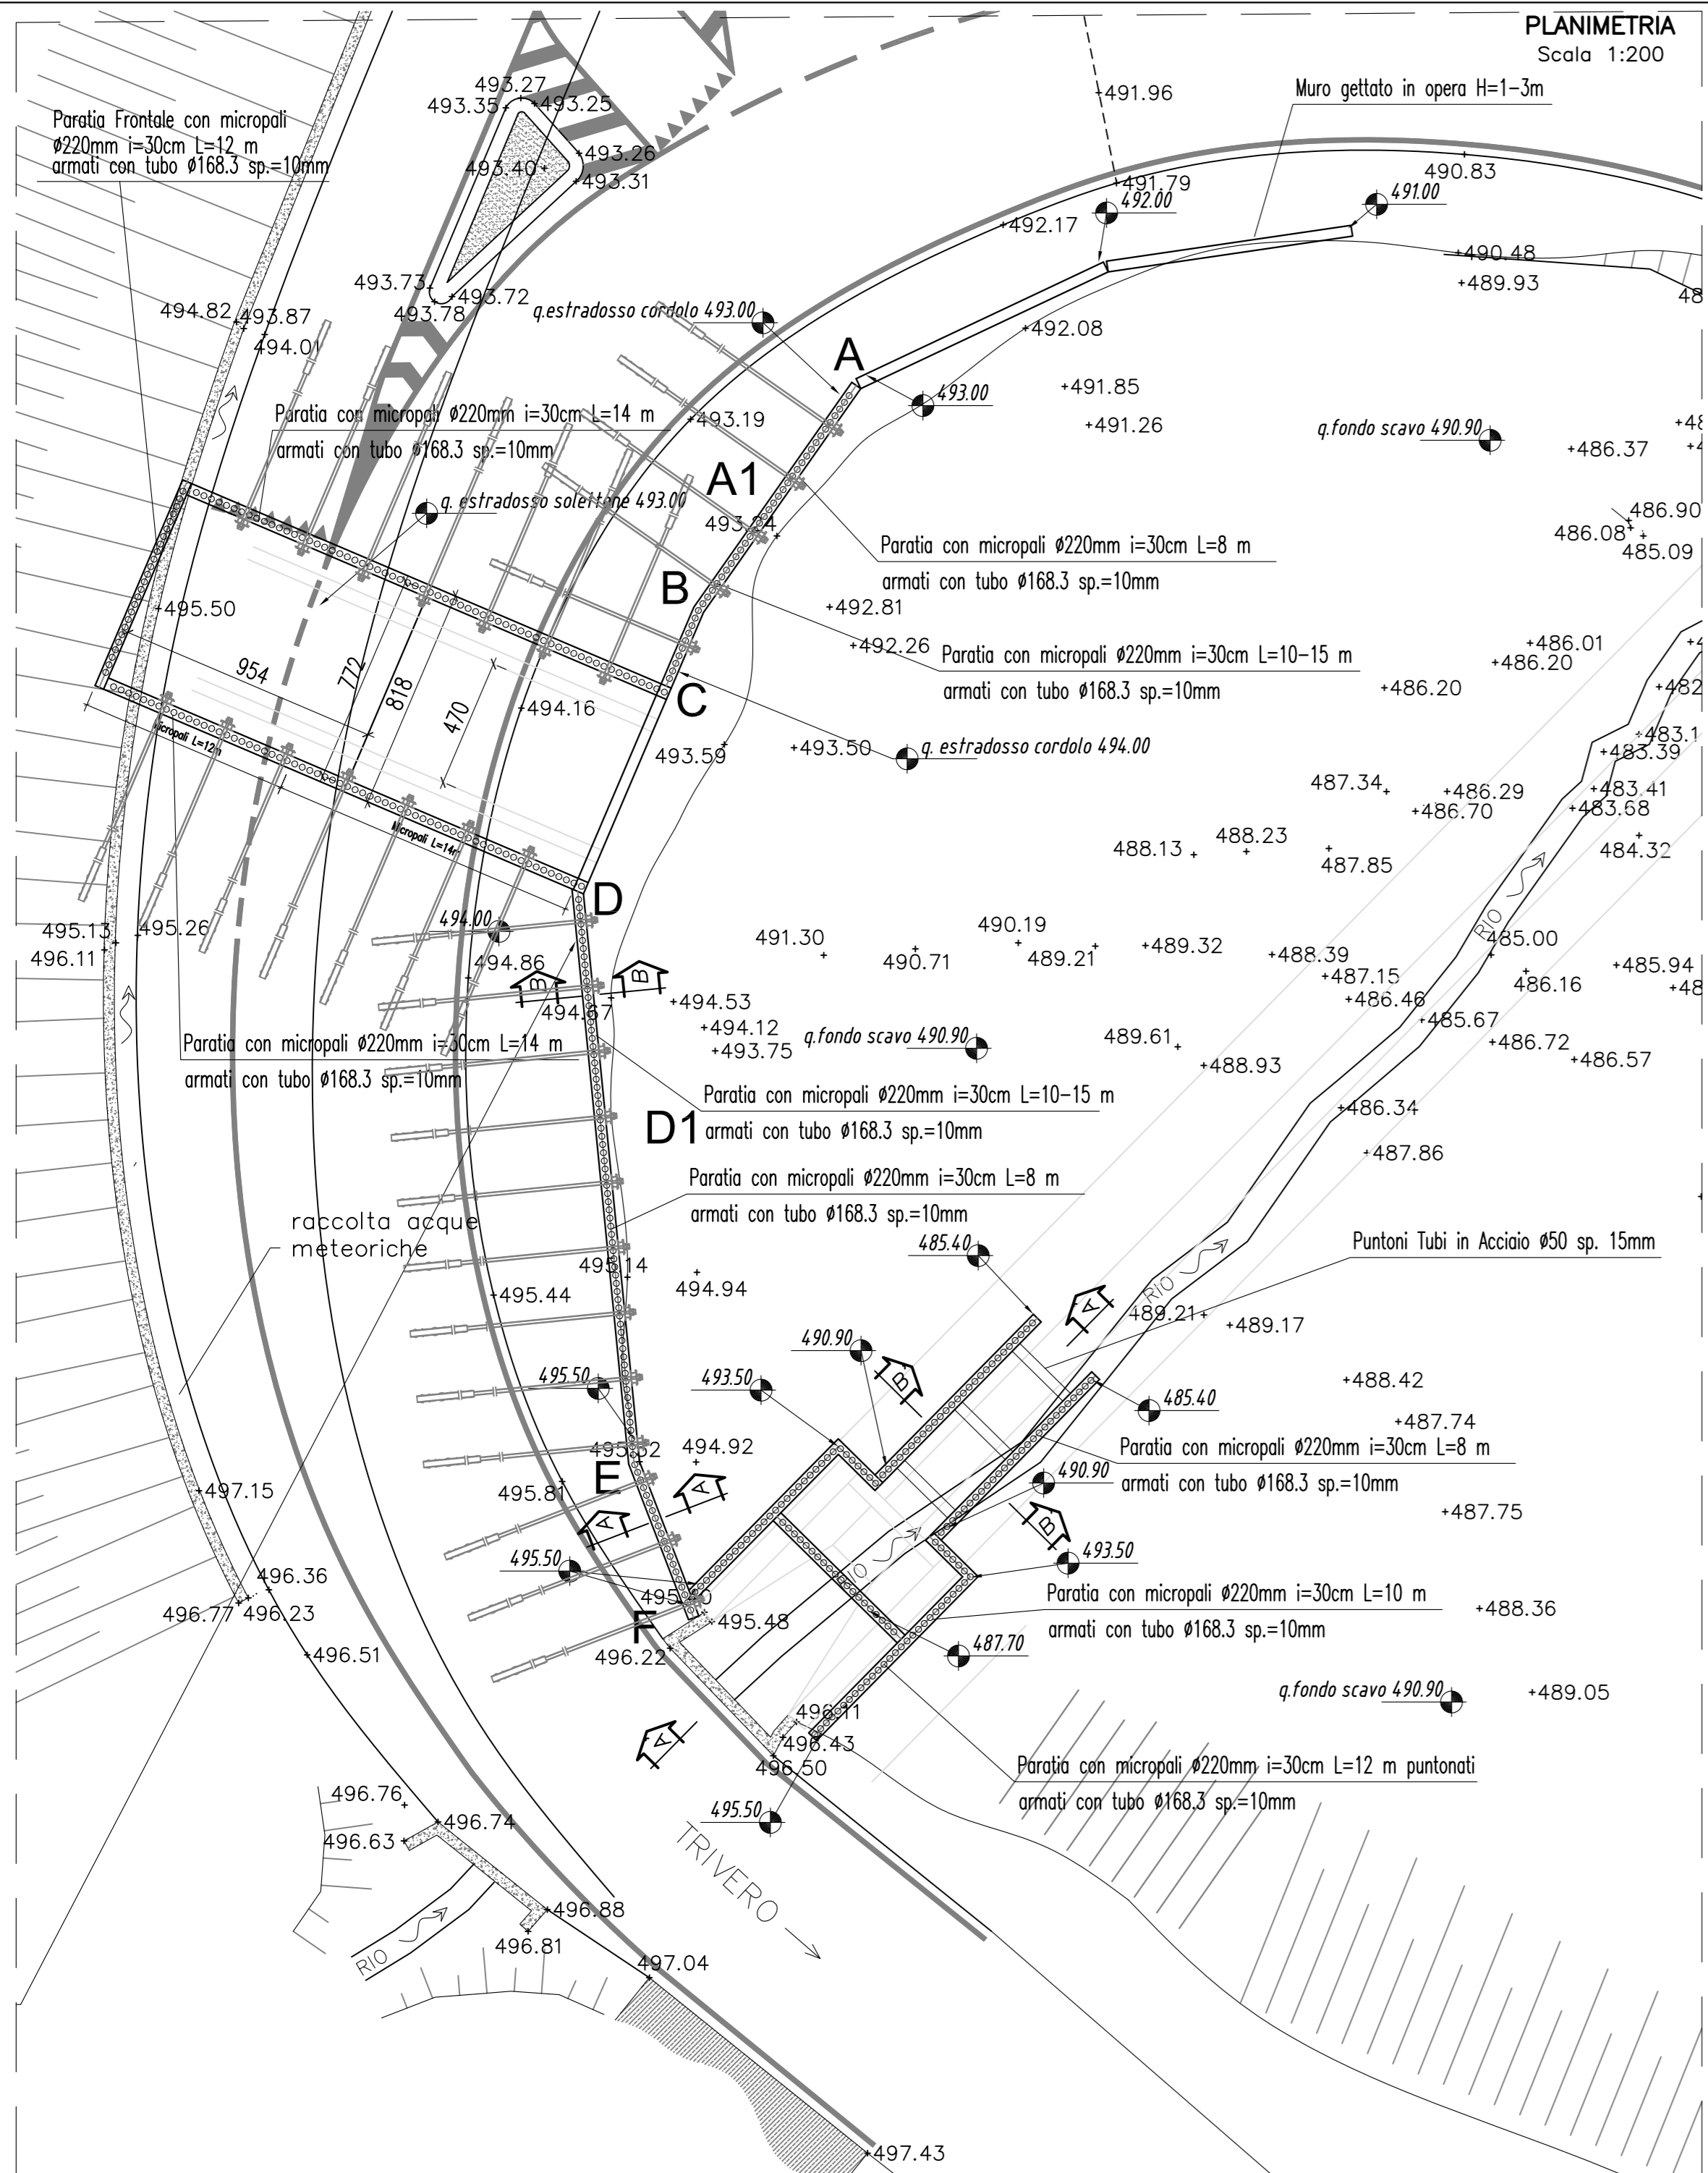 PLANIMETRIA
Scala 1:200
Muro gettato in opera H=1-3m
Paratia Frontale con micropali
Ø220mm i=30cm L=12 m
armati con tubo Ø168.3 sp.=10mm
493.27
493.35
493.25
493.26
493.40
493.31
491.96
490.83
491.79
492.00
491.00
492.17
490.48
489.93
493.73
493.72
493.78
494.82
493.87
494.01
q.estradosso cordolo 493.00
492.08
A
493.00
491.85
491.26
q.fondo scavo 490.90
486.37
Paratia con micropali Ø220mm i=30cm L=14 m
armati con tubo Ø168.3 sp.=10mm
493.19
A1
q. estradosso solettone 493.00
486.90
486.08
485.09
Paratia con micropali Ø220mm i=30cm L=8 m
armati con tubo Ø168.3 sp.=10mm
B
495.50
492.81
492.26
486.01
486.20
486.20
Paratia con micropali Ø220mm i=30cm L=10-15 m
armati con tubo Ø168.3 sp.=10mm
954
772
818
470
C
494.16
493.59
493.50
q. estradosso cordolo 494.00
483.39
483.41
483.68
484.32
Micropali L=12m
487.34
486.29
486.70
488.13
488.23
487.85
D
494.00
495.13
495.26
496.11
494.86
B
B
491.30
490.19
490.71
489.21
489.32
488.39
487.15
486.46
RIO
485.00
486.16
485.94
494.53
494.67
494.12
493.75
q.fondo scavo 490.90
489.61
488.93
485.67
486.72
486.57
Paratia con micropali Ø220mm i=30cm L=14 m
armati con tubo Ø168.3 sp.=10mm
Paratia con micropali Ø220mm i=30cm L=10-15 m
armati con tubo Ø168.3 sp.=10mm
D1
486.34
487.86
Paratia con micropali Ø220mm i=30cm L=8 m
armati con tubo Ø168.3 sp.=10mm
raccolta acque
meteoriche
485.40
Puntoni Tubi in Acciaio Ø50 sp. 15mm
495.14
494.94
495.44
RIO
A
489.21
489.17
490.90
B'
493.50
495.50
488.42
487.74
485.40
494.92
E
495.81
A
A
Paratia con micropali Ø220mm i=30cm L=8 m
armati con tubo Ø168.3 sp.=10mm
490.90
B'
487.75
497.15
495.50
493.50
496.36
496.77
496.23
496.51
F
495.48
496.22
Paratia con micropali Ø220mm i=30cm L=10 m
armati con tubo Ø168.3 sp.=10mm
488.36
487.70
q.fondo scavo 490.90
489.05
496.11
496.43
496.50
A'
Paratia con micropali Ø220mm i=30cm L=12 m puntonati
armati con tubo Ø168.3 sp.=10mm
495.50
496.76
496.74
496.63
TRIVERO
496.88
496.81
RIO
497.04
497.43